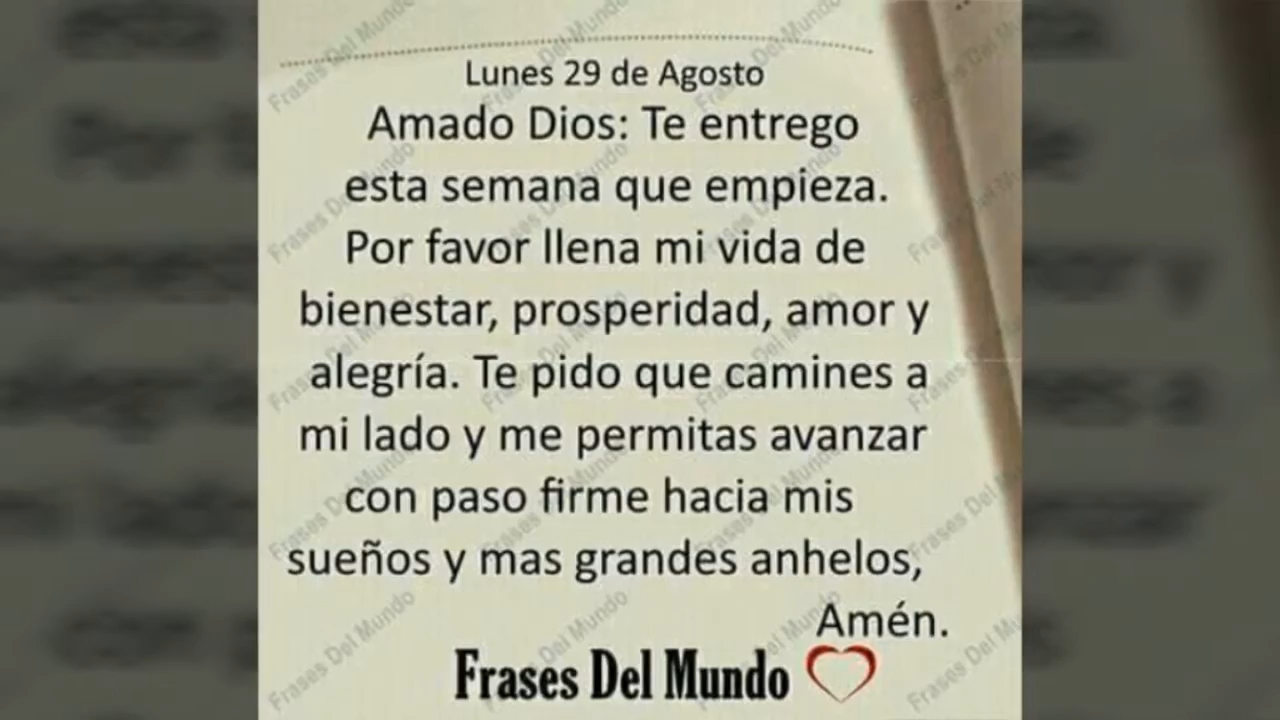 Lunes 29 de Agosto
Amado Dios: Te entrego
esta semana que empieza.
Por favor llena mi vida de
bienestar, prosperidad, amor y
alegría. Te pido que camines a
mi lado y me permitas avanzar
con paso firme hacia mis
sueños y mas grandes anhelos,
Amén.
Frases Del Mundo